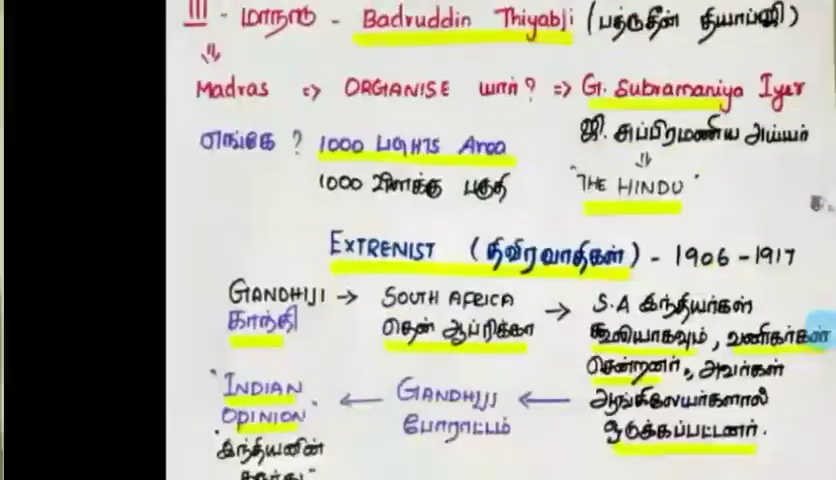 III - மாநாடு - Badruddin Thiyabji (பத்ருதீன் தியாப்ஜி)
Madras => ORGANISE யார்? => G. Subramaniya Iyer
எங்கே? 1000 LIGHTS Area ஜி. சுப்பிரமணிய அய்யர்
1000 விளக்கு பகுதி "THE HINDU"
EXTRENIST (தீவிரவாதிகள்) - 1906 - 1917
GANDHIJI → SOUTH AFRICA → S.A இந்தியர்கள்
காந்தி தென் ஆப்ரிக்கா கூலியாகவும், வணிகர்கள்
சென்றனர், அவர்கள்
"INDIAN ← GANDHIJI ← ஆங்கிலேயர்களால்
OPINION" போராட்டம் ஒடுக்கப்பட்டனர்.
"இந்தியனின்